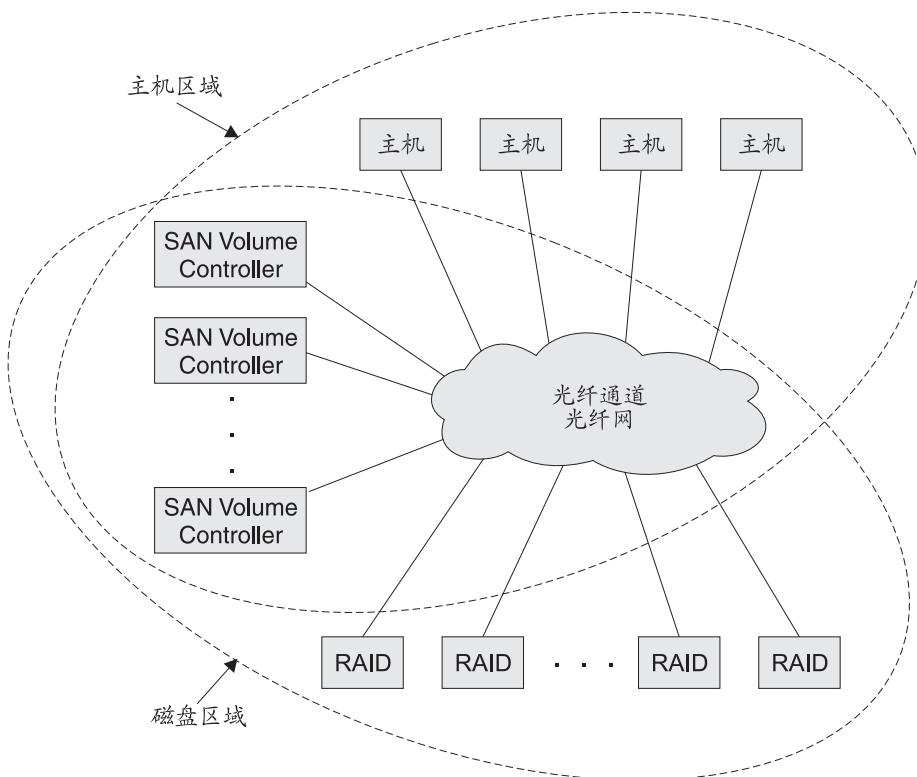 主机区域
主机
主机
主机
主机
SAN Volume
Controller
SAN Volume
Controller
光纤通道
光纤网
SAN Volume
Controller
RAID
RAID
RAID
RAID
磁盘区域